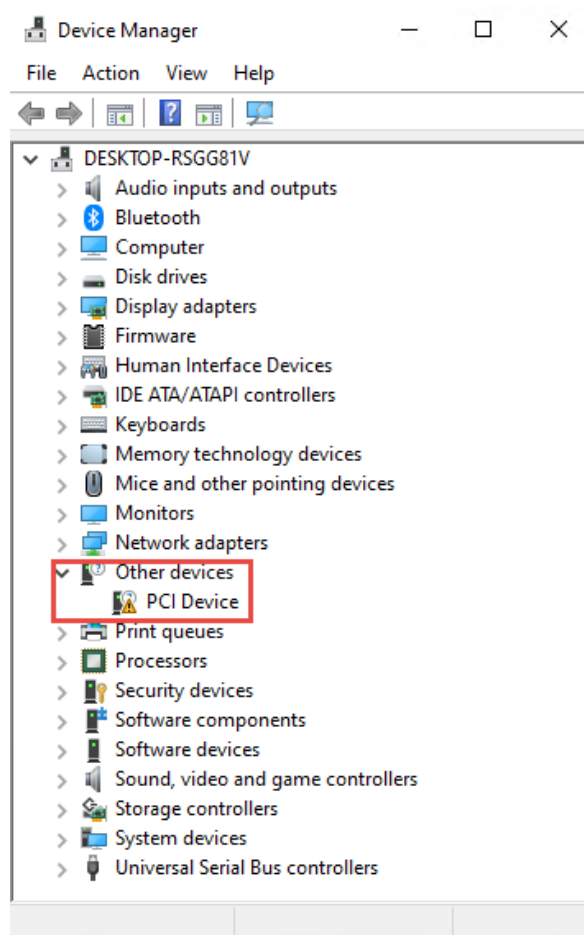 Device Manager
File Action View Help
DESKTOP-RSGG81V
Audio inputs and outputs
Bluetooth
Computer
Disk drives
Display adapters
Firmware
Human Interface Devices
IDE ATA/ATAPI controllers
Keyboards
Memory technology devices
Mice and other pointing devices
Monitors
Network adapters
Other devices
PCI Device
Print queues
Processors
Security devices
Software components
Software devices
Sound, video and game controllers
Storage controllers
System devices
Universal Serial Bus controllers